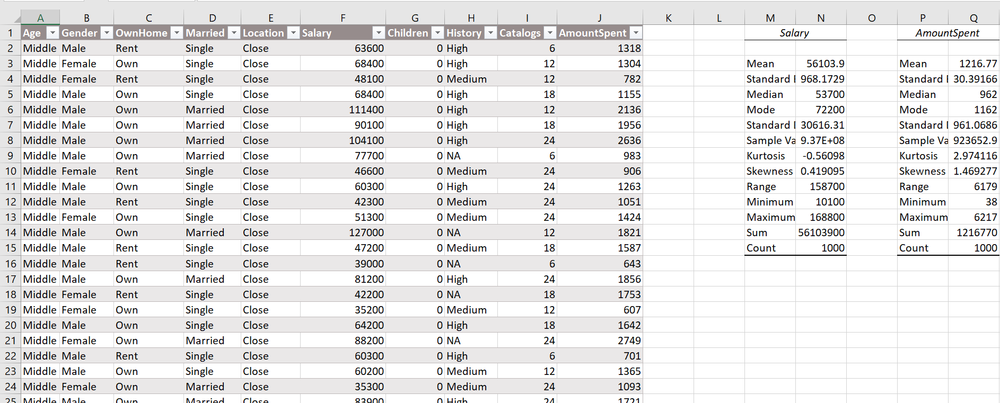 A B C D E F G H I J K L M N O P Q
1 Age Gender OwnHome Married Location Salary Children History Catalogs AmountSpent Salary AmountSpent
2 Middle Male Rent Single Close 63600 0 High 6 1318
3 Middle Female Own Single Close 68400 0 High 12 1304 Mean 56103.9 Mean 1216.77
4 Middle Female Rent Single Close 48100 0 Medium 12 782 Standard 968.1729 Standard 30.39166
5 Middle Male Own Single Close 68400 0 High 18 1155 Median 53700 Median 962
6 Middle Male Own Married Close 111400 0 High 12 2136 Mode 72200 Mode 1162
7 Middle Male Own Married Close 90100 0 High 18 1956 Standard 30616.31 Standard 961.0686
8 Middle Male Own Married Close 104100 0 High 24 2636 Sample Va 9.37E+08 Sample Va 923652.9
9 Middle Male Own Married Close 77700 0 NA 6 983 Kurtosis -0.56098 Kurtosis 2.974116
10 Middle Female Rent Single Close 46600 0 Medium 24 906 Skewness 0.419095 Skewness 1.469277
11 Middle Male Own Single Close 60300 0 High 24 1263 Range 158700 Range 6179
12 Middle Male Rent Single Close 42300 0 Medium 24 1051 Minimum 10100 Minimum 38
13 Middle Female Own Single Close 51300 0 Medium 24 1424 Maximum 168800 Maximum 6217
14 Middle Male Own Married Close 127000 0 NA 12 1821 Sum 56103900 Sum 1216770
15 Middle Male Rent Single Close 47200 0 Medium 18 1587 Count 1000 Count 1000
16 Middle Male Rent Single Close 39000 0 NA 6 643
17 Middle Male Own Married Close 81200 0 High 24 1856
18 Middle Female Rent Single Close 42200 0 NA 18 1753
19 Middle Female Own Single Close 35200 0 Medium 12 607
20 Middle Male Own Single Close 64200 0 High 18 1642
21 Middle Female Own Married Close 88200 0 NA 24 2749
22 Middle Male Rent Single Close 60300 0 High 6 701
23 Middle Male Own Single Close 60200 0 Medium 12 1365
24 Middle Female Own Married Close 35300 0 Medium 24 1093
25 Middle Male Own Married Close 83900 0 High 24 1721